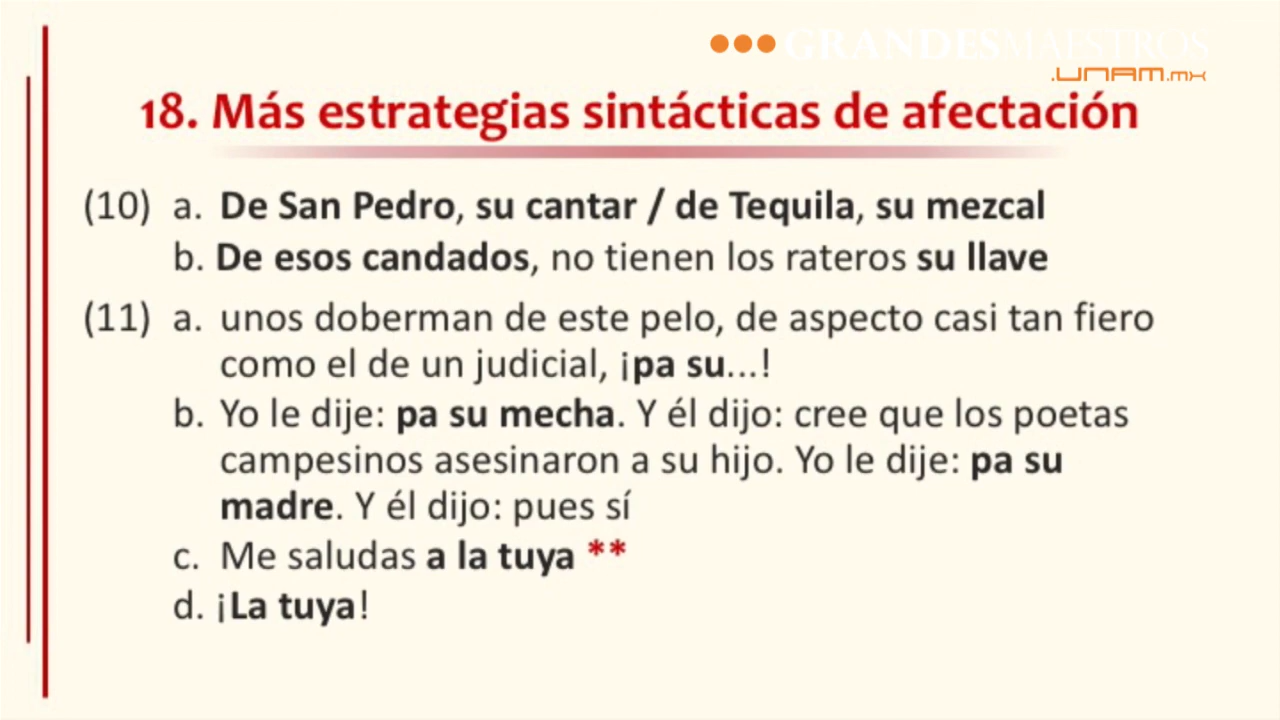 GRANDESMAESTROS
.UNAM.mx
18. Más estrategias sintácticas de afectación
(10) a. De San Pedro, su cantar / de Tequila, su mezcal
b. De esos candados, no tienen los rateros su llave
(11) a. unos doberman de este pelo, de aspecto casi tan fiero
como el de un judicial, ¡pa su...!
b. Yo le dije: pa su mecha. Y él dijo: cree que los poetas
campesinos asesinaron a su hijo. Yo le dije: pa su
madre. Y él dijo: pues sí
c. Me saludas a la tuya **
d. ¡La tuya!